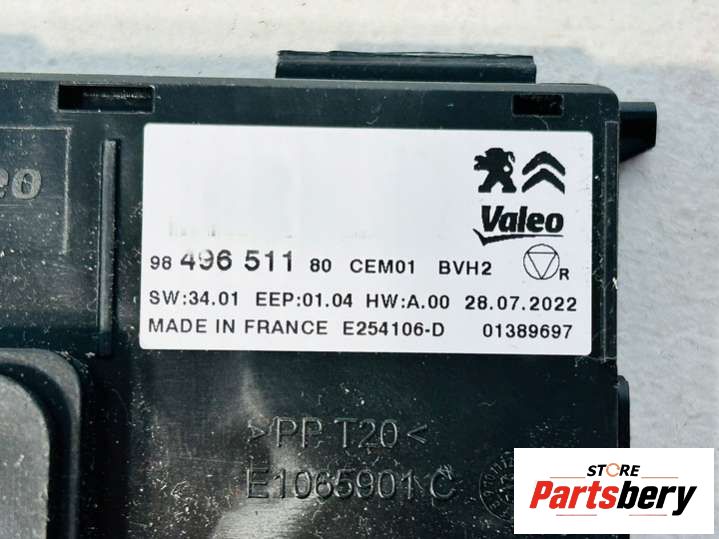 Valeo
98 496 511 80 CEM01 BVH2 R
SW:34.01 EEP:01.04 HW:A.00 28.07.2022
MADE IN FRANCE E254106-D 01389697
>PP T20<
E1065901 C
STORE
Partsbery